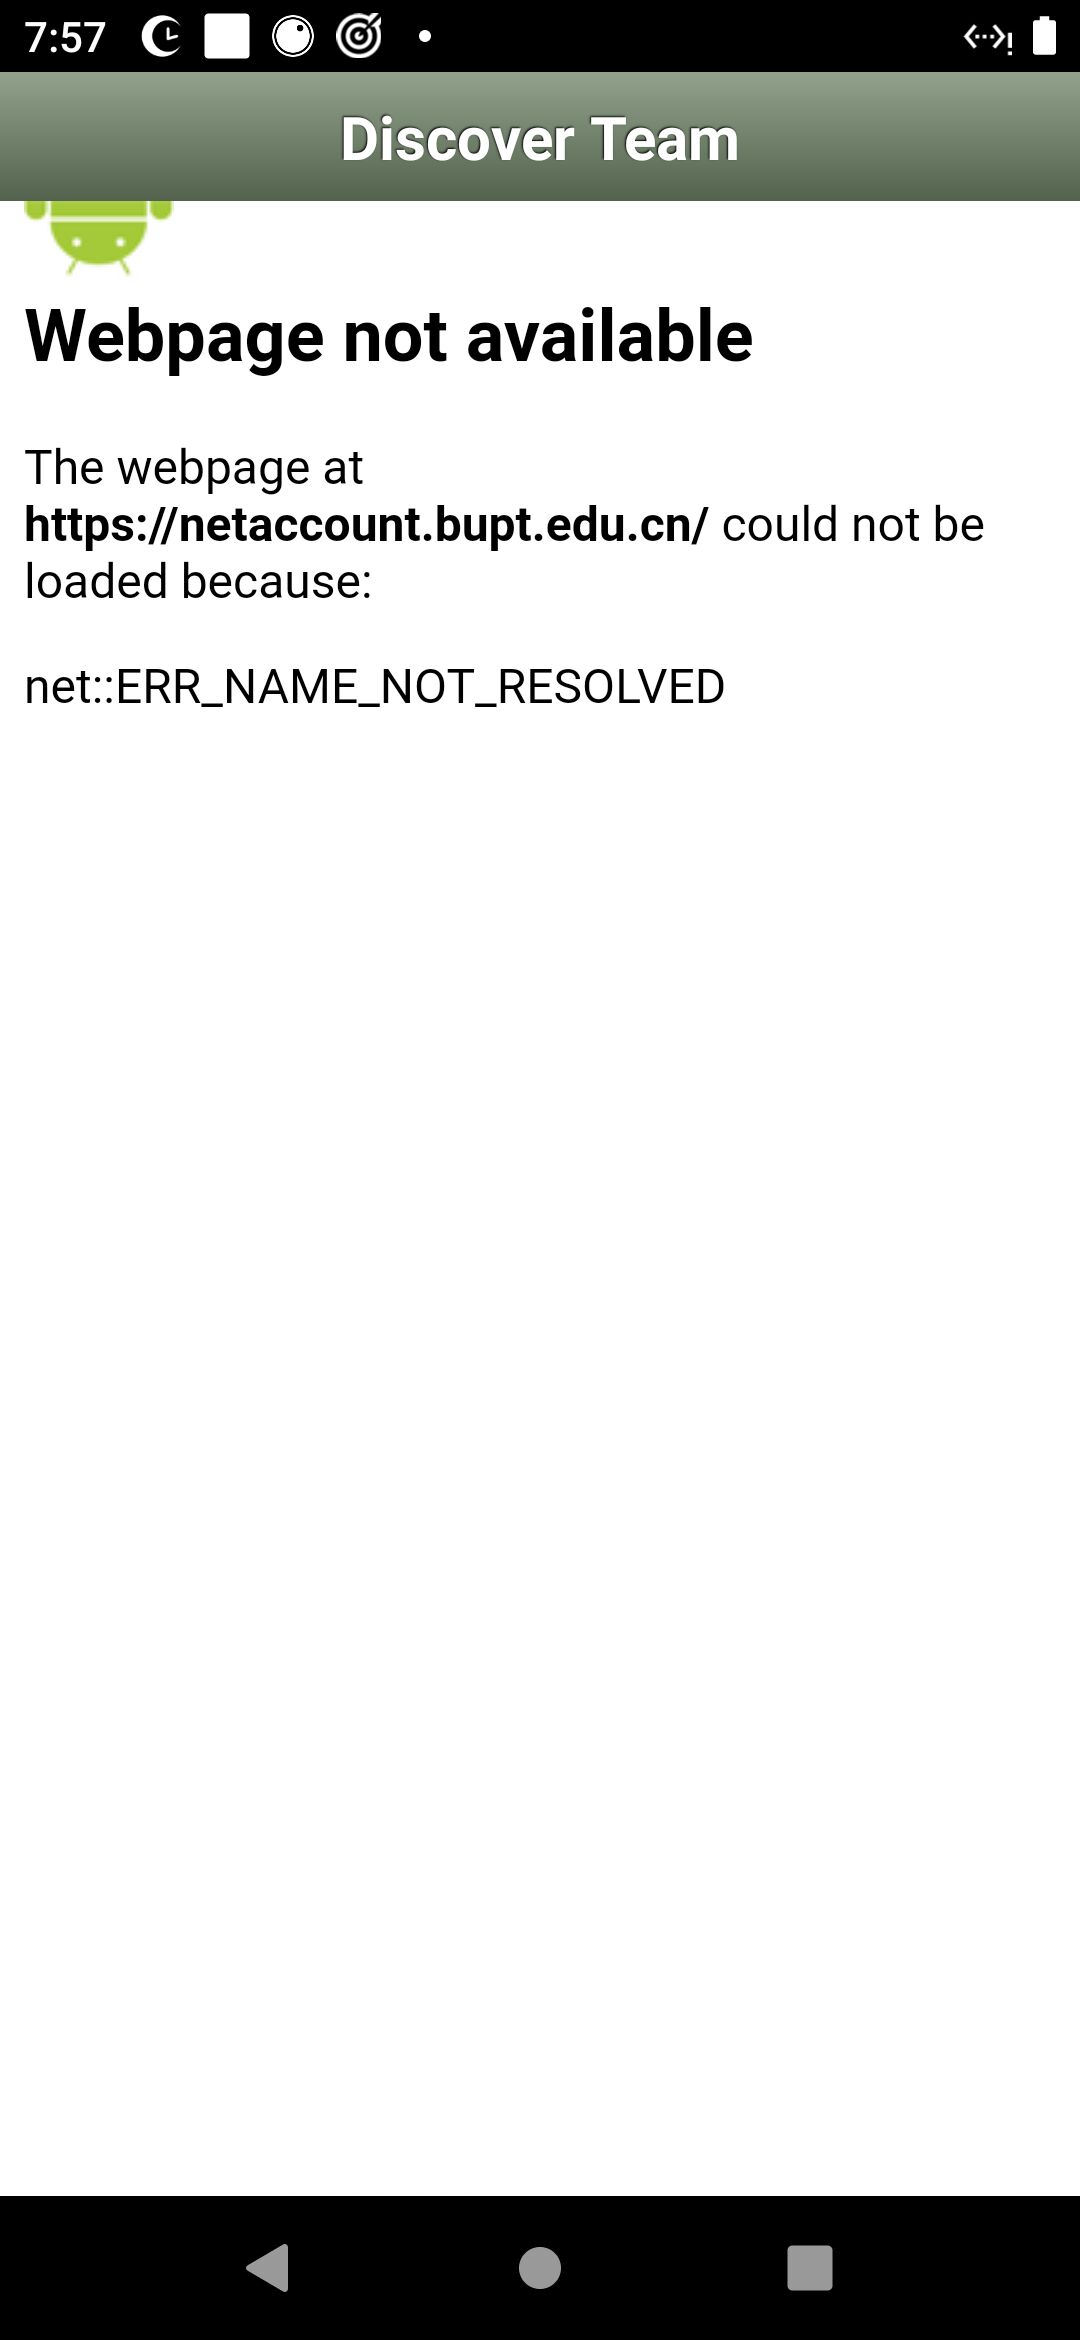 7:57
Discover Team
Webpage not available
The webpage at
https://netaccount.bupt.edu.cn/ could not be
loaded because:
net::ERR_NAME_NOT_RESOLVED